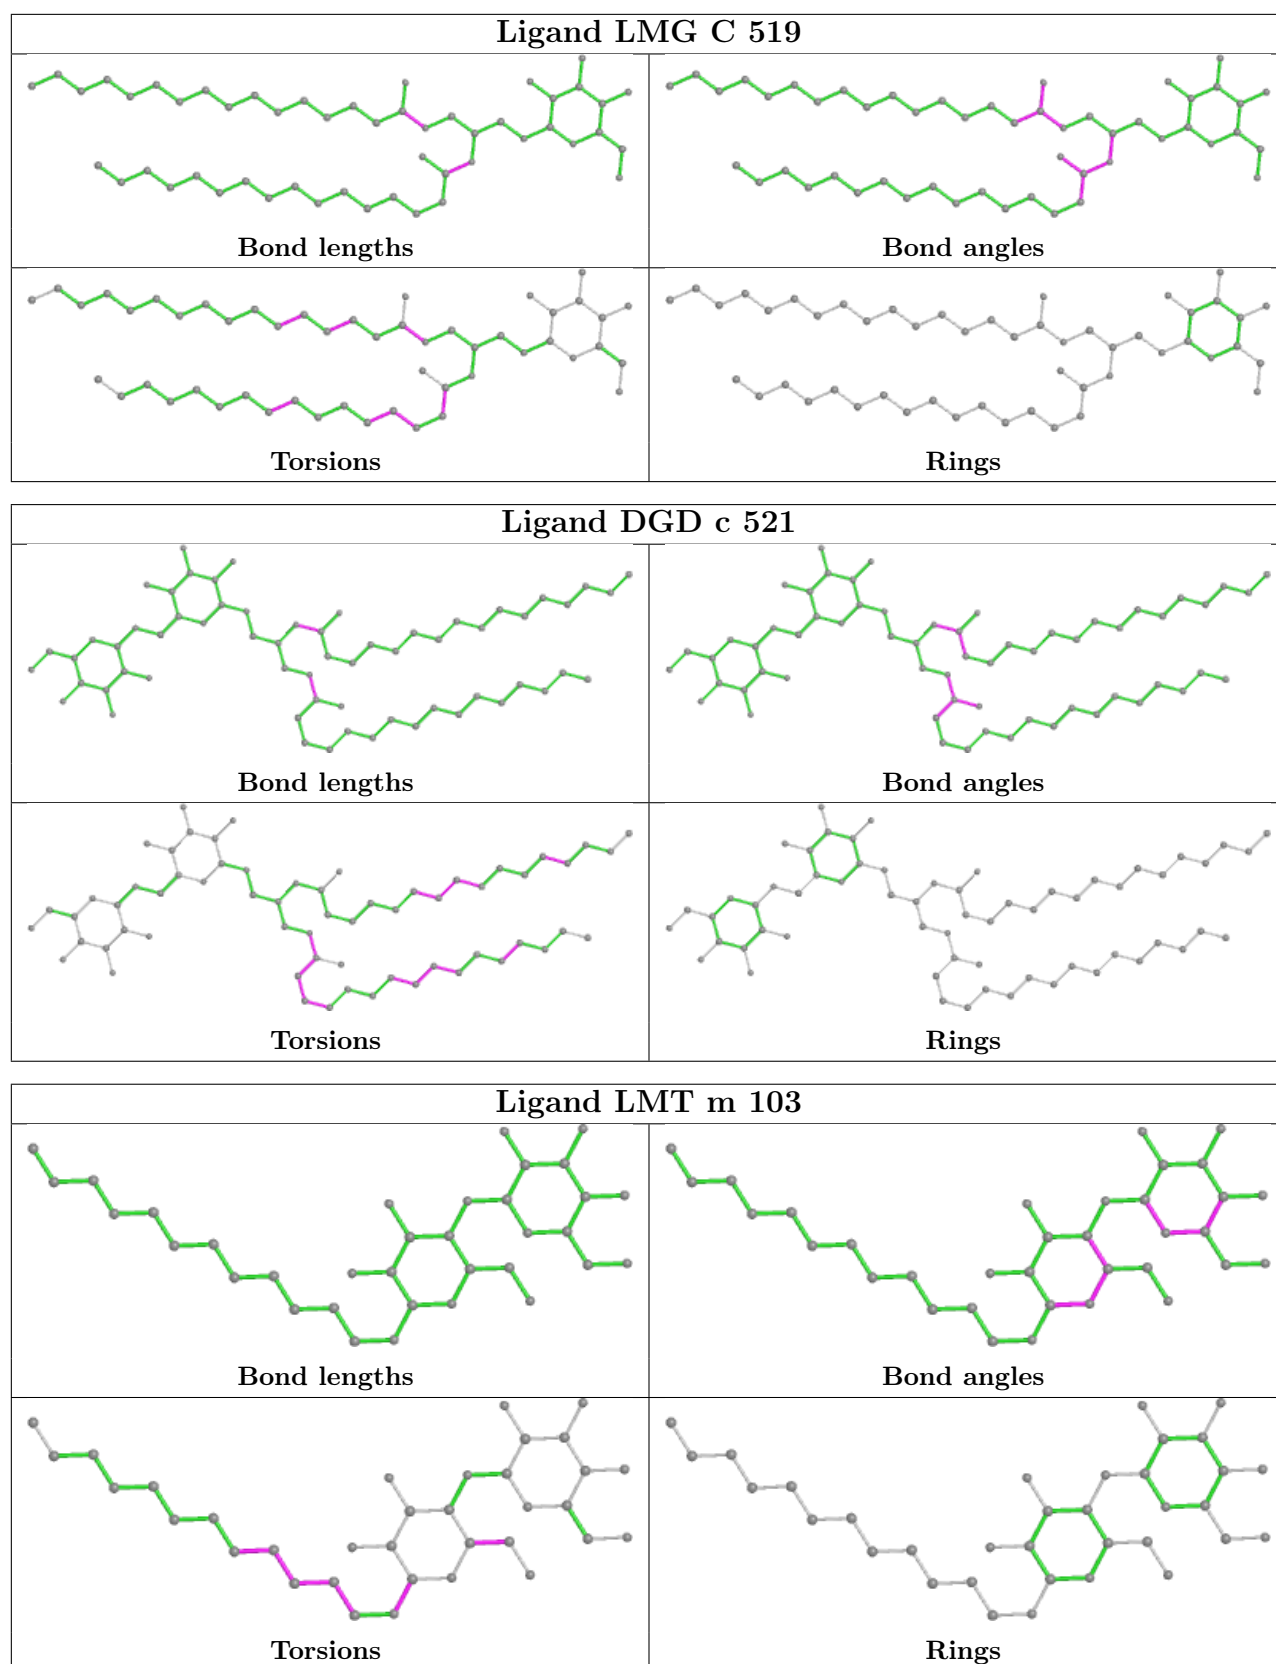 Ligand LMG C 519
Bond lengths
Bond angles
Torsions
Rings
Ligand DGD c 521
Bond lengths
Bond angles
Torsions
Rings
Ligand LMT m 103
Bond lengths
Bond angles
Torsions
Rings